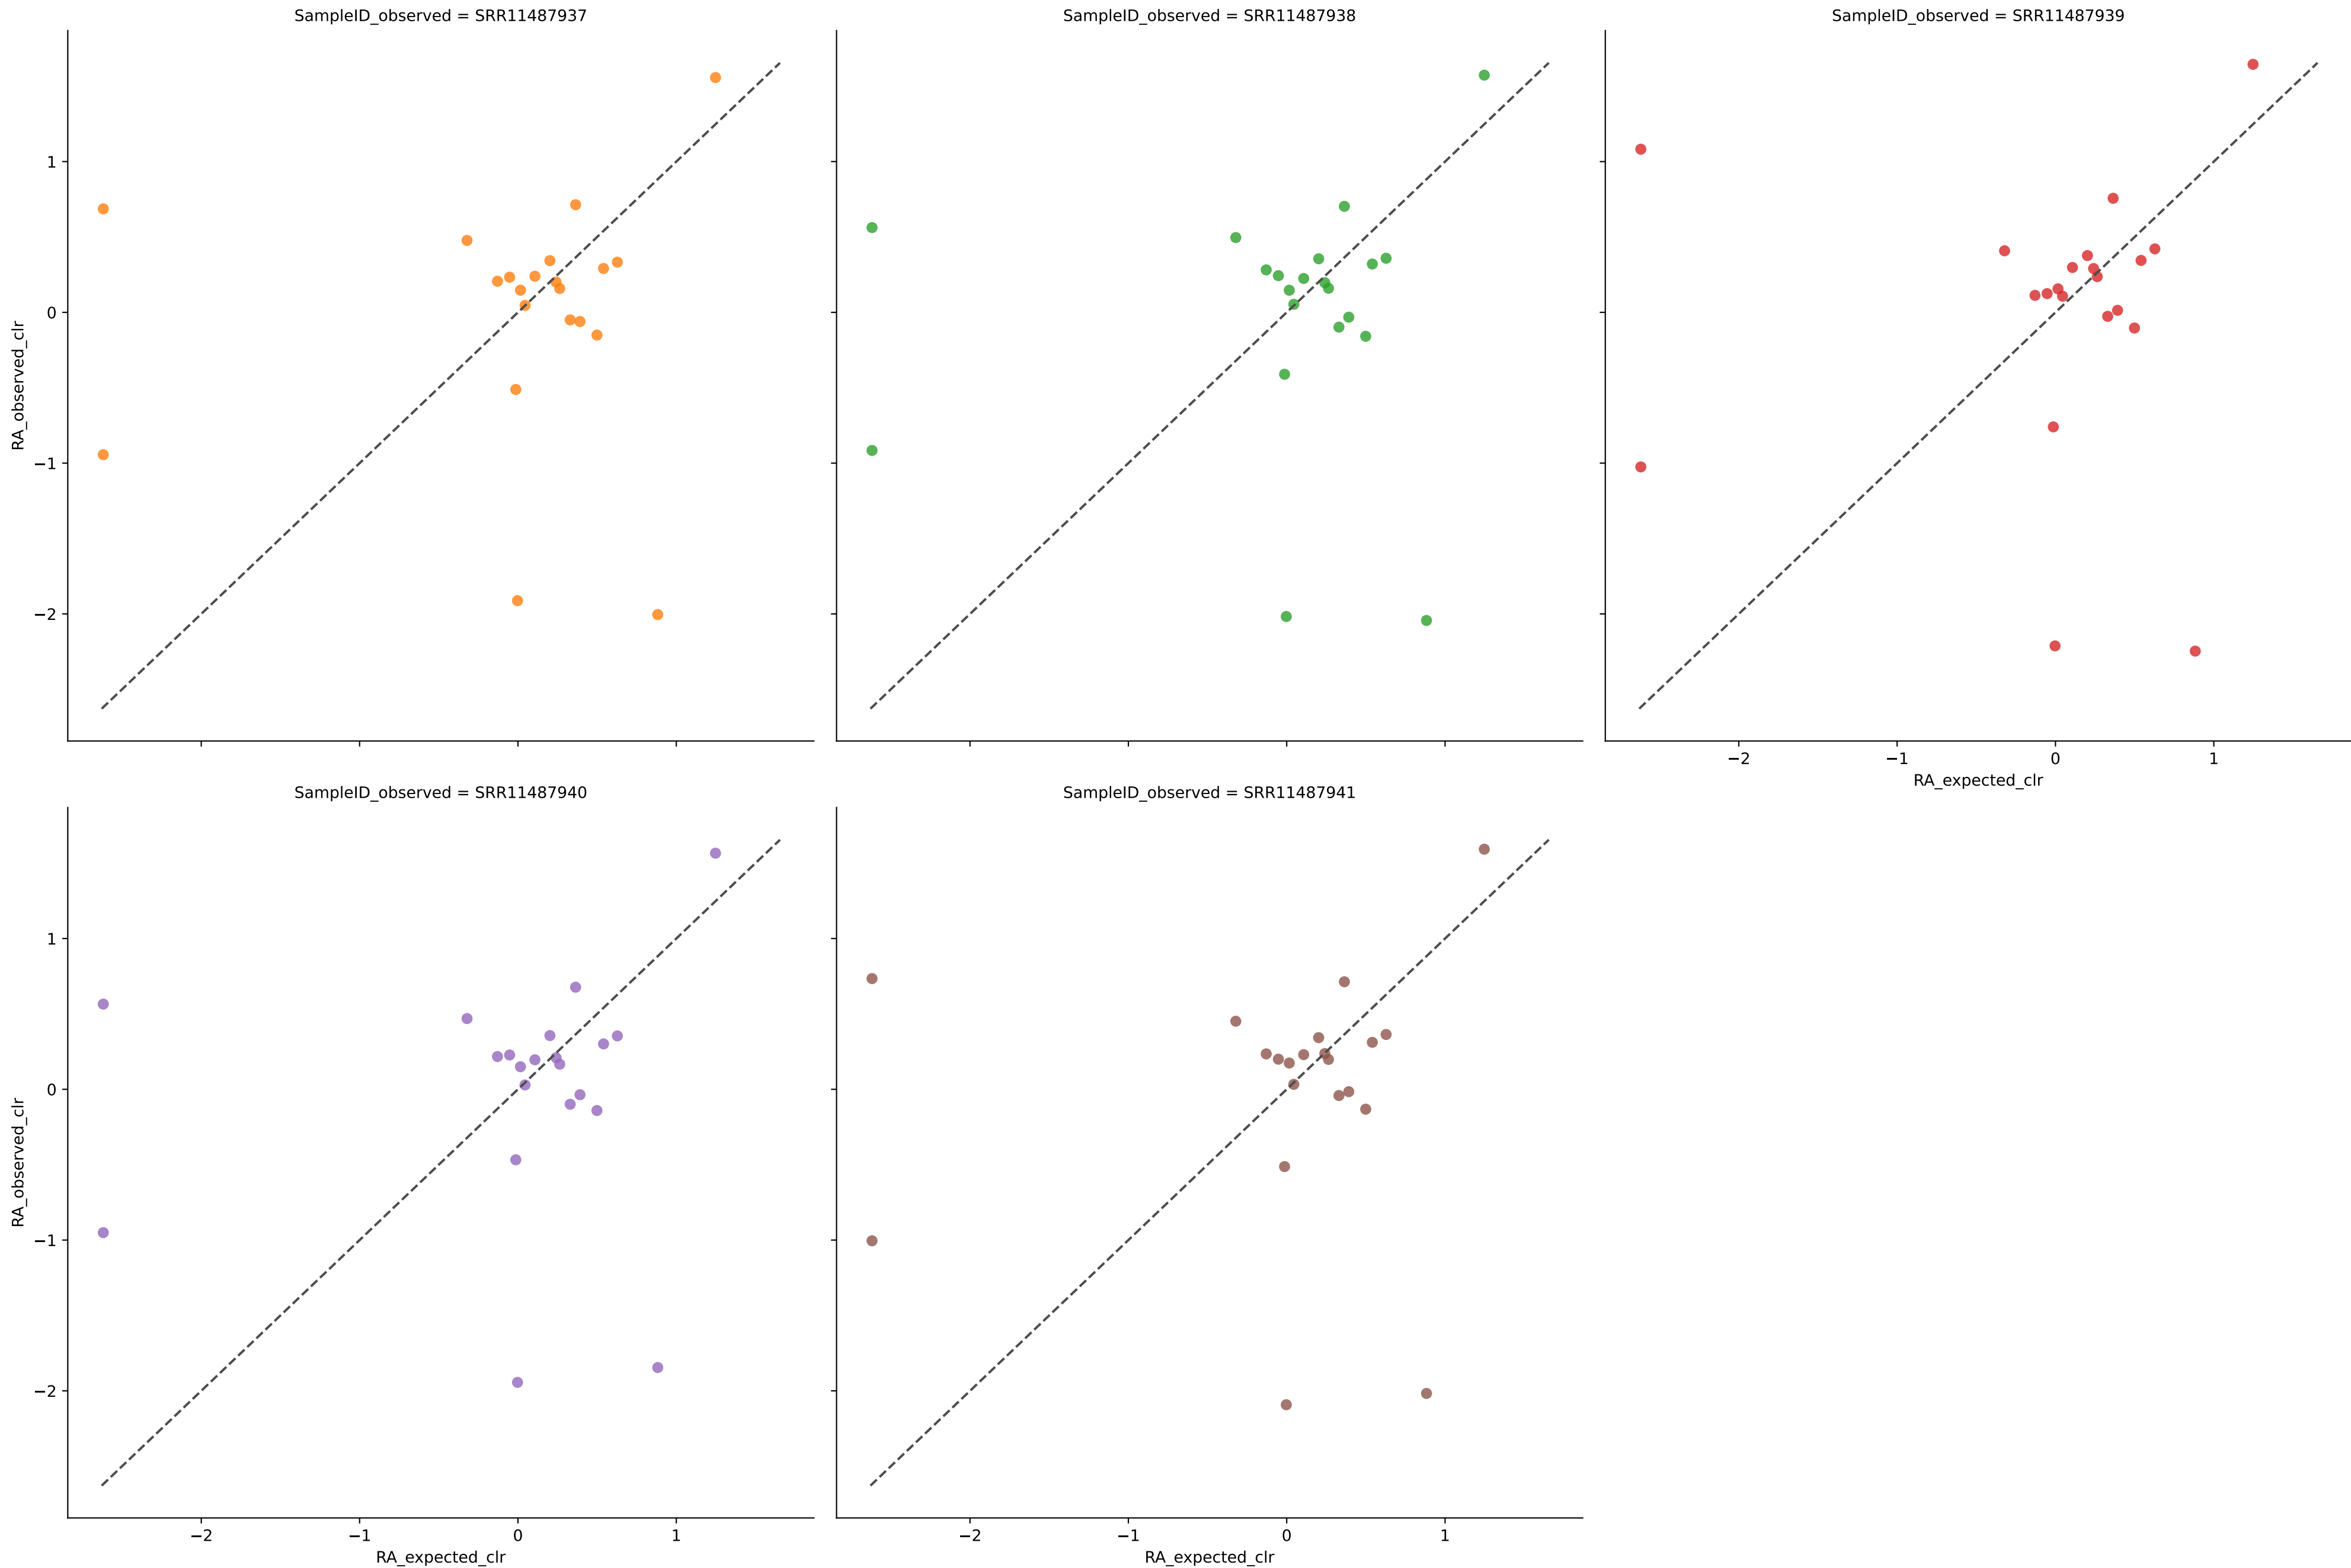 SampleID_observed = SRR11487937
SampleID_observed = SRR11487938
SampleID_observed = SRR11487939
RA_observed_clr
1
0
−1
−2
−2
−1
0
1
RA_expected_clr
SampleID_observed = SRR11487940
SampleID_observed = SRR11487941
RA_observed_clr
1
0
−1
−2
−2
−1
0
1
RA_expected_clr
−2
−1
0
1
RA_expected_clr